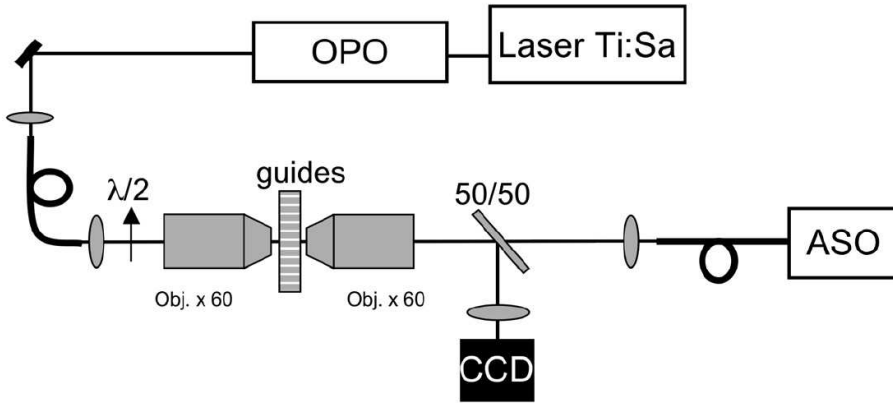 OPO
Laser Ti:Sa
guides
λ/2
50/50
ASO
Obj. x 60
Obj. x 60
CCD